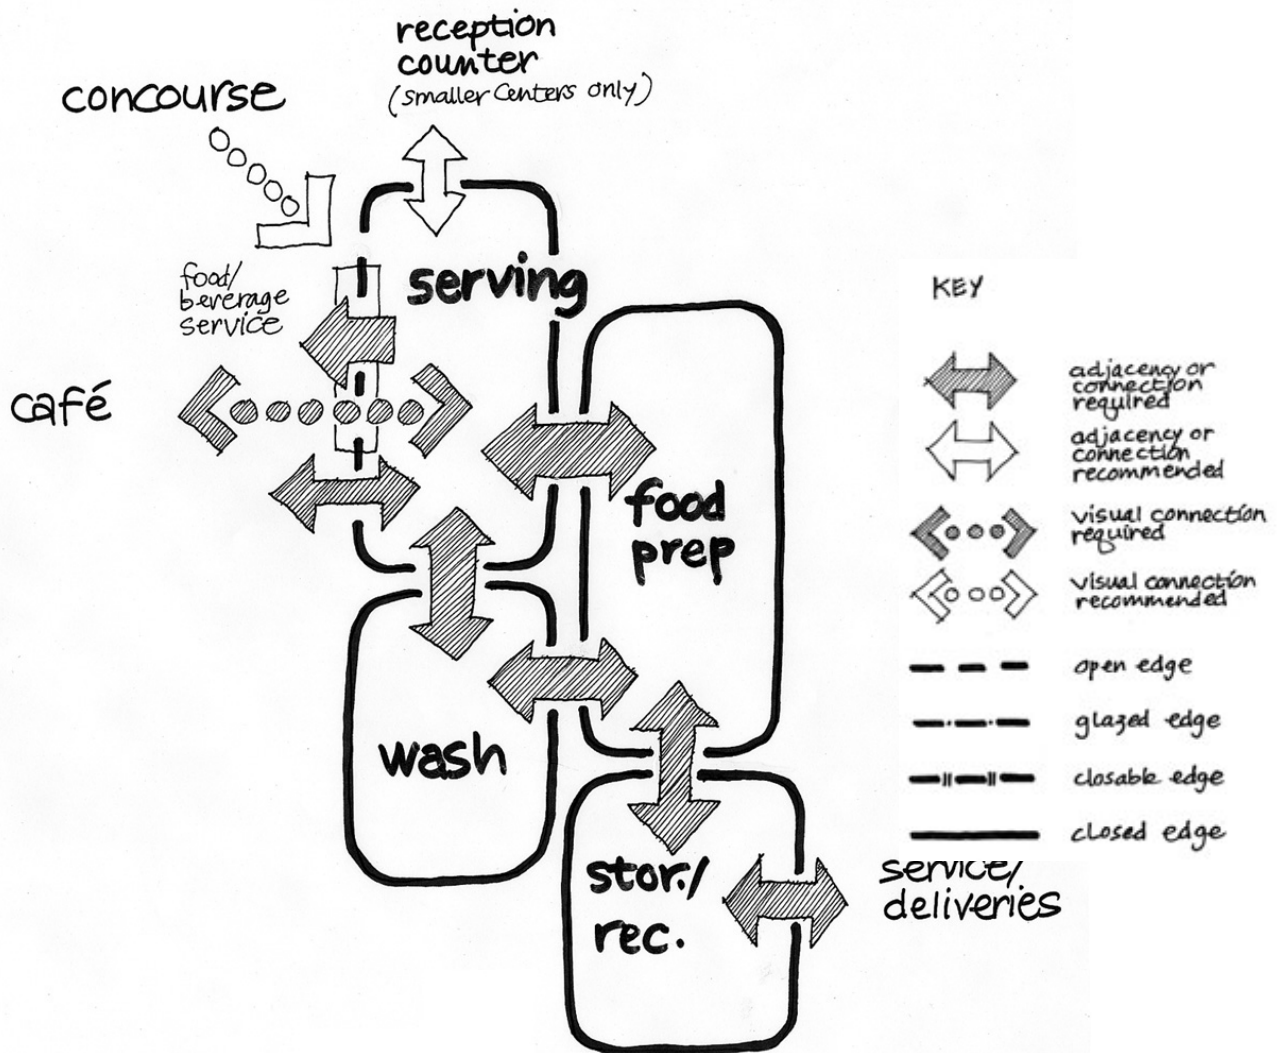 reception
counter
(smaller Centers only)
concourse
food/
beverage
service
serving
café
food
prep
wash
stor./
rec.
service/
deliveries
KEY
adjacency or
connection
required
adjacency or
connection
recommended
visual connection
required
visual connection
recommended
open edge
glazed edge
closable edge
closed edge